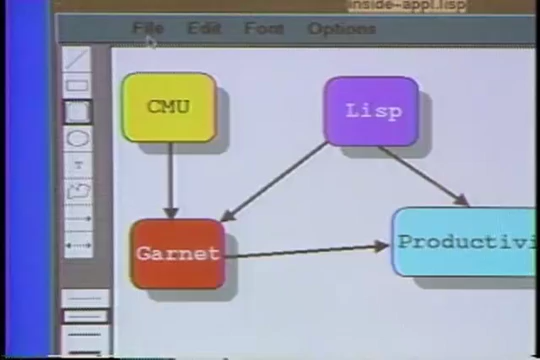 inside-appl.lisp
File Edit Font Options
CMU
Lisp
Garnet
Productivi
T